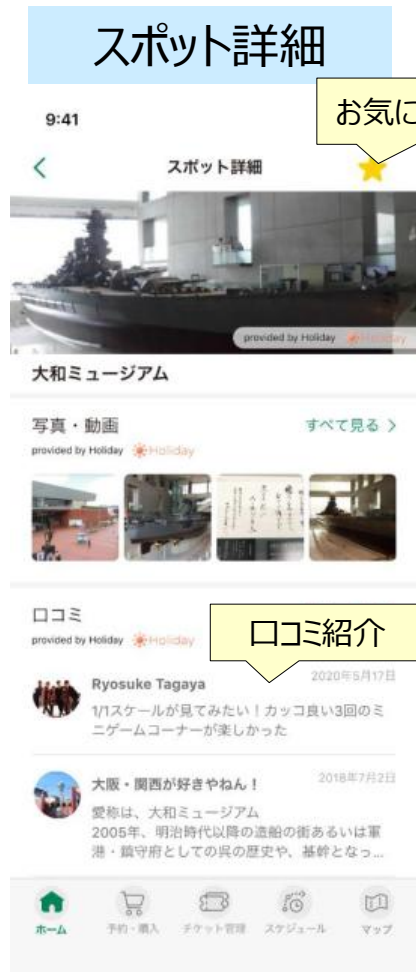 スポット詳細
お気に
9:41
スポット詳細
provided by Holiday Holiday
大和ミュージアム
写真・動画
すべて見る
provided by Holiday Holiday
口コミ
provided by Holiday Holiday
口コミ紹介
Ryosuke Tagaya
2020年5月17日
1/1スケールが見てみたい！カッコ良い3回のミ
ニゲームコーナーが楽しかった
大阪・関西が好きやねん！
2018年7月2日
愛称は、大和ミュージアム
2005年、明治時代以降の造船の街あるいは軍
港・鎮守府としての呉の歴史や、基幹となっ...
ホーム
予約・購入
チケット管理
スケジュール
マップ